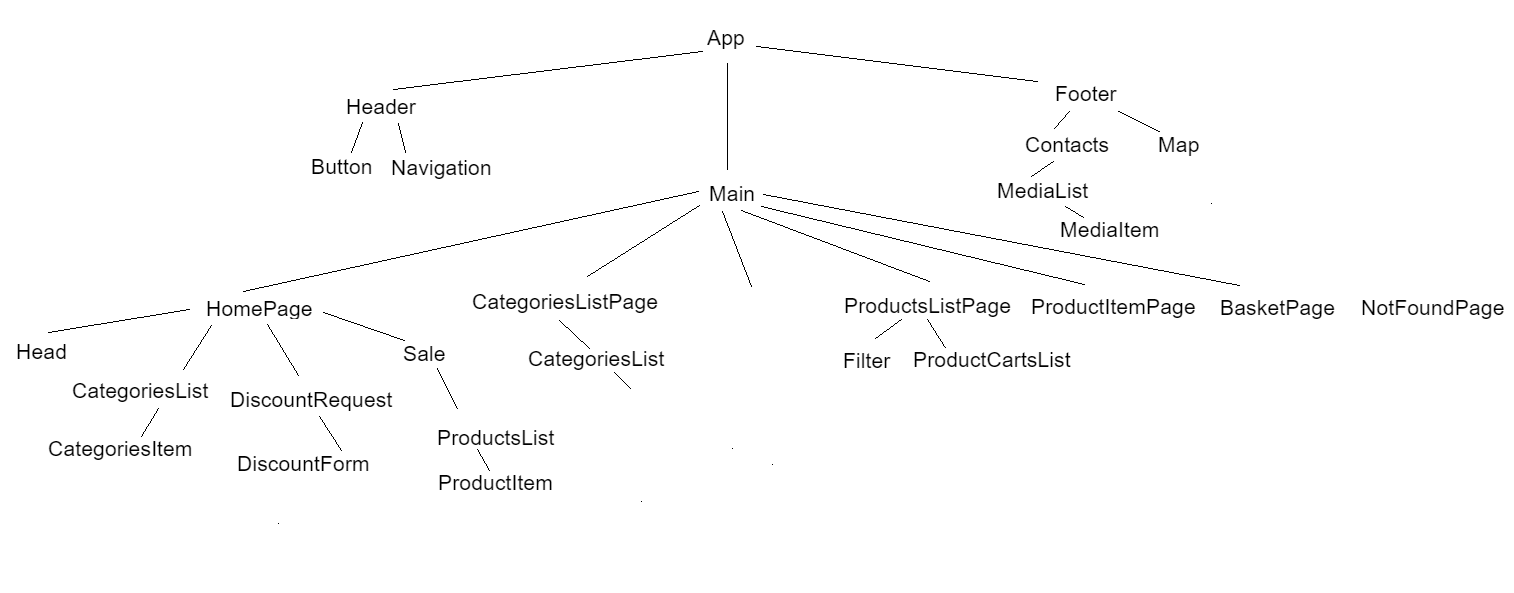 App
Header
Footer
Button
Navigation
Contacts
Map
MediaList
MediaItem
Main
HomePage
CategoriesListPage
ProductsListPage
ProductItemPage
BasketPage
NotFoundPage
Head
CategoriesList
DiscountRequest
Sale
CategoriesList
Filter
ProductCartsList
CategoriesItem
DiscountForm
ProductsList
ProductItem